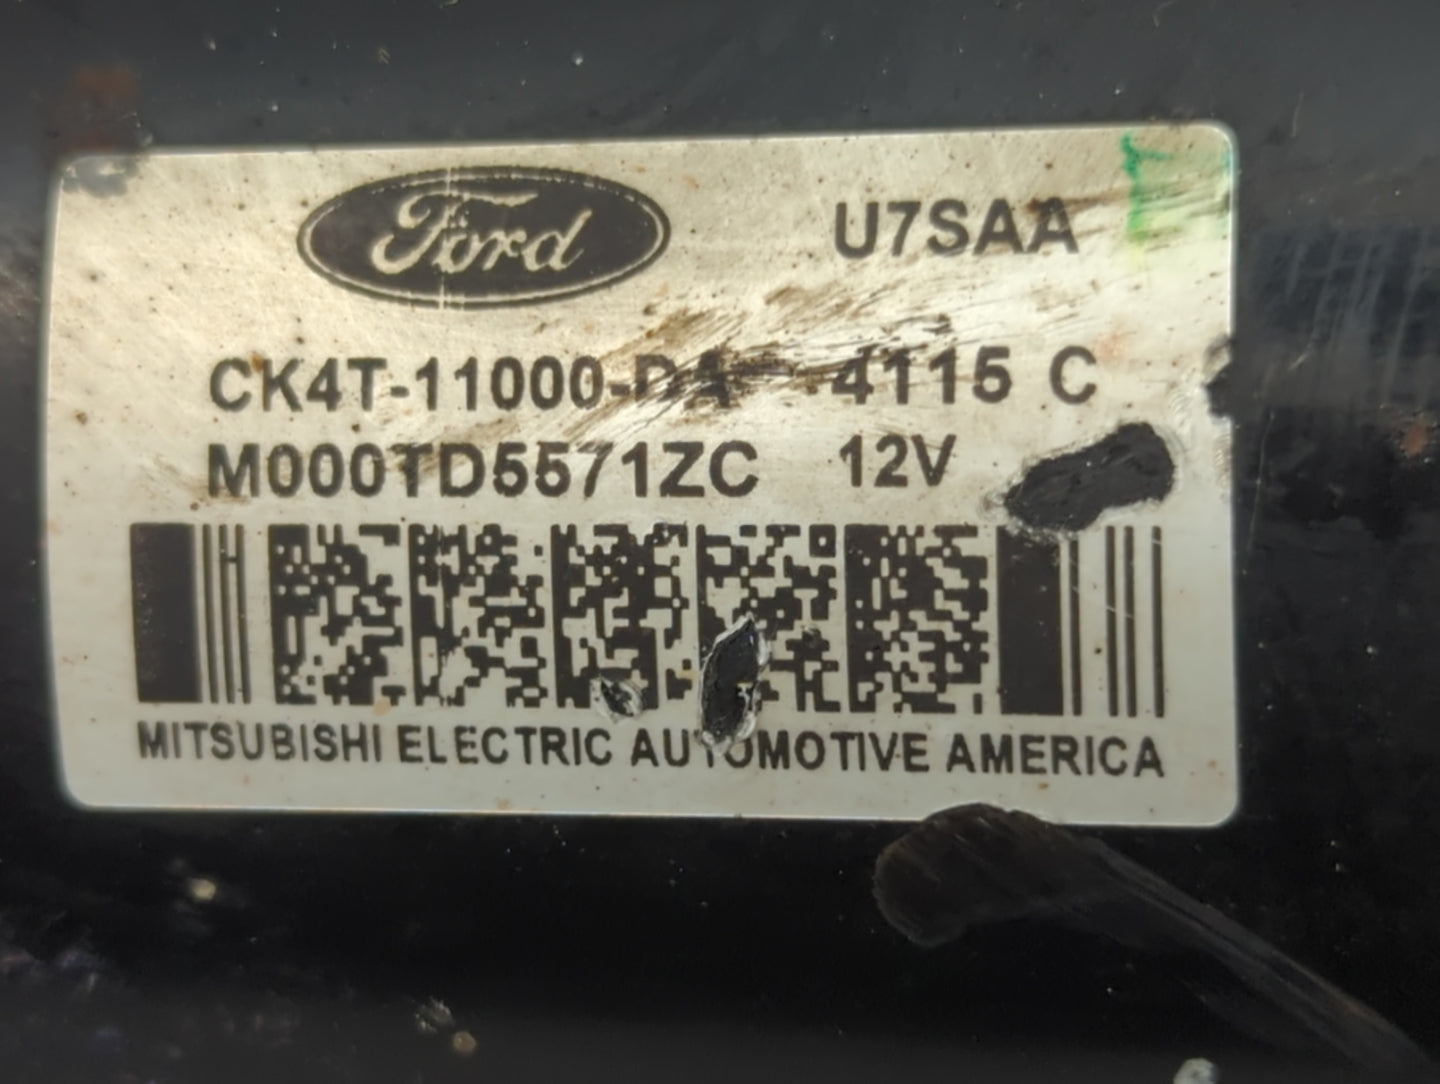 Ford U7SAA
CK4T-11000-DA 4115 C
M000TD5571ZC 12V
MITSUBISHI ELECTRIC AUTOMOTIVE AMERICA